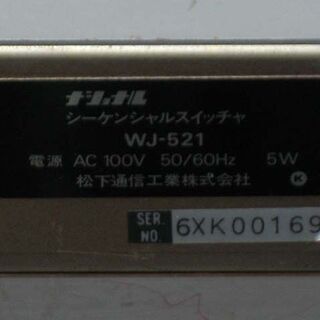 ナショナル
シーケンシャルスイッチャ
WJ-521
電源 AC 100V 50/60Hz 5W
松下通信工業株式会社 K
SER. NO. 6XK00169